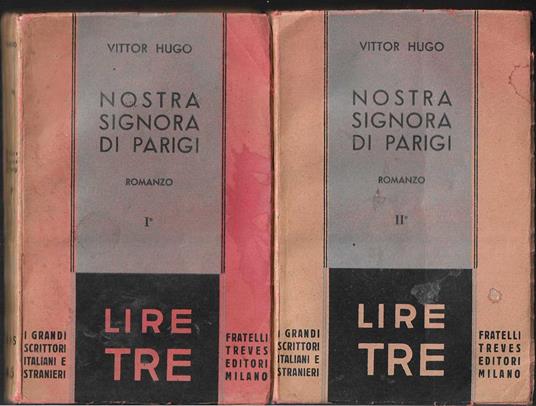 VITTOR HUGO
NOSTRA
SIGNORA
DI PARIGI
ROMANZO
I°
LIRE
TRE
I GRANDI
SCRITTORI
ITALIANI E
STRANIERI
FRATELLI
TREVES
EDITORI
MILANO
VITTOR HUGO
NOSTRA
SIGNORA
DI PARIGI
ROMANZO
II°
LIRE
TRE
I GRANDI
SCRITTORI
ITALIANI E
STRANIERI
FRATELLI
TREVES
EDITORI
MILANO